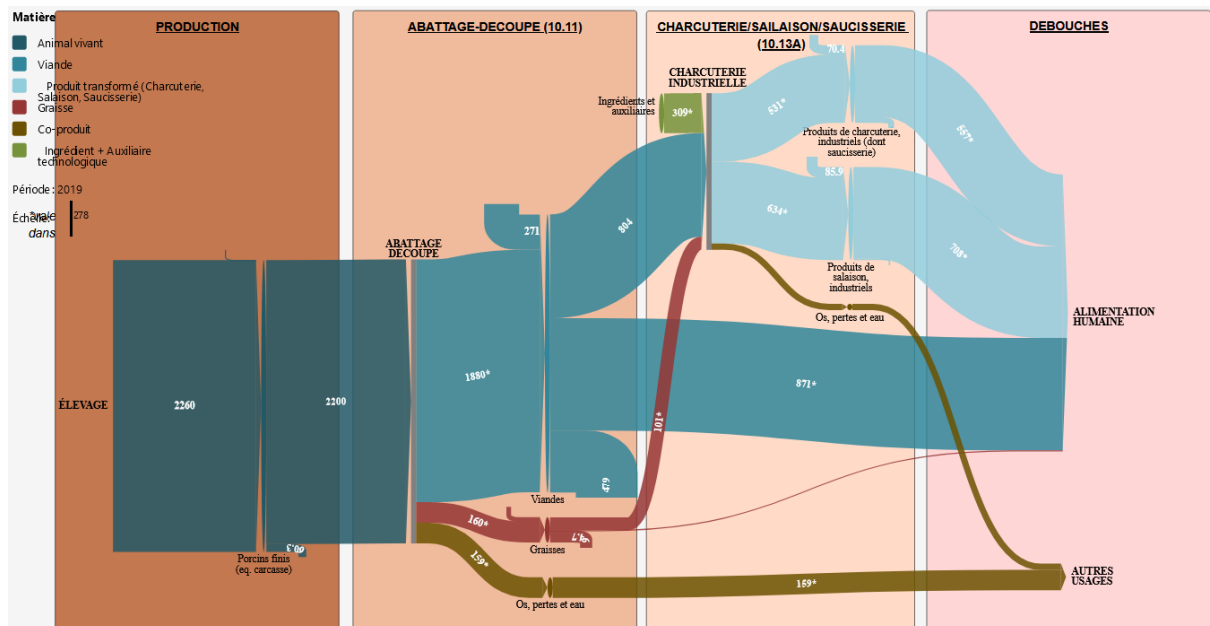 Matière
Animal vivant
Viande
Produit transformé (Charcuterie,
Salaison, Saucisserie)
Graisse
Co-produit
Ingrédient + Auxiliaire
technologique
Période : 2019
Échelle:
278
dans
PRODUCTION
ÉLEVAGE
2260
2200
60.3
Porcins finis
(eq. carcasse)
ABATTAGE-DECOUPE (10.11)
ABATTAGE
DECOUPE
271
1880*
804
871*
479
Viandes
160*
Graisses
159*
Os, pertes et eau
159*
101*
CHARCUTERIE/SAILAISON/SAUCISSERIE
(10.13A)
CHARCUTERIE
INDUSTRIELLE
Ingrédients et
auxiliaires
309*
70.4
531*
Produits de charcuterie,
industriels (dont
saucisserie)
85.9
634*
Produits de
salaison,
industriels
Os, pertes et eau
DEBOUCHES
557*
708*
ALIMENTATION
HUMAINE
AUTRES
USAGES